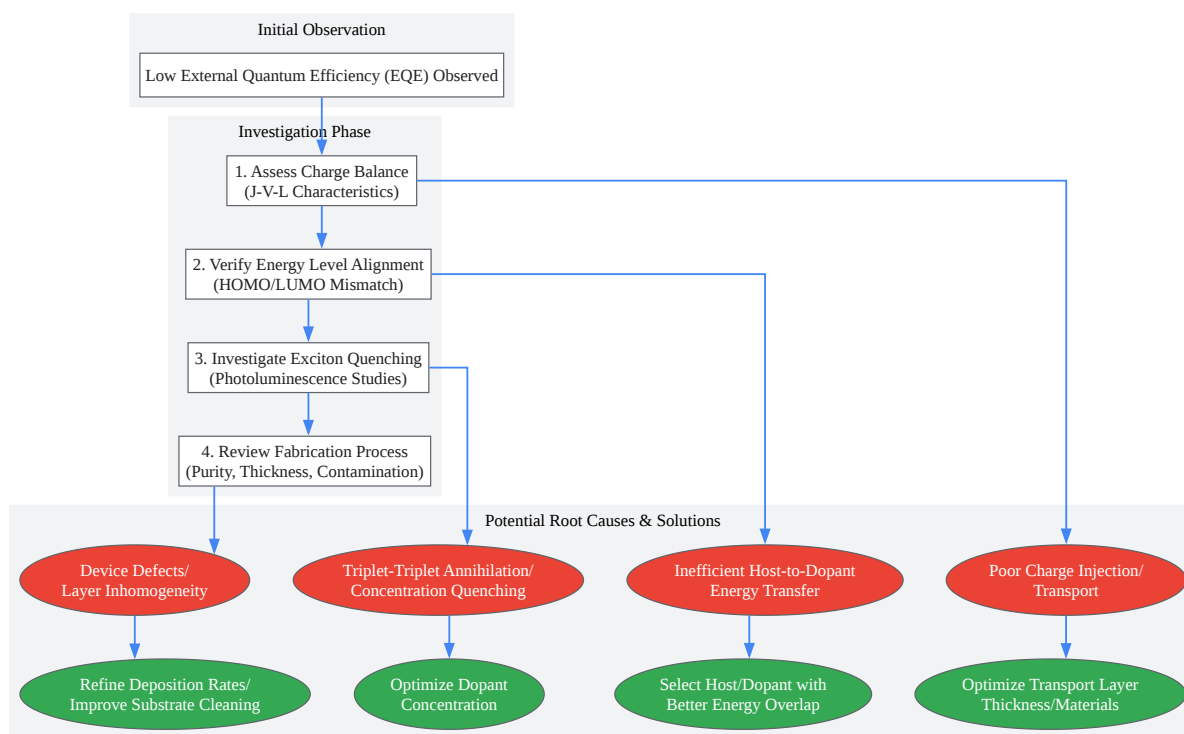 Initial Observation
Low External Quantum Efficiency (EQE) Observed
Investigation Phase
1. Assess Charge Balance
(J-V-L Characteristics)
2. Verify Energy Level Alignment
(HOMO/LUMO Mismatch)
3. Investigate Exciton Quenching
(Photoluminescence Studies)
4. Review Fabrication Process
(Purity, Thickness, Contamination)
Potential Root Causes & Solutions
Device Defects/
Layer Inhomogeneity
Triplet-Triplet Annihilation/
Concentration Quenching
Inefficient Host-to-Dopant
Energy Transfer
Poor Charge Injection/
Transport
Refine Deposition Rates/
Improve Substrate Cleaning
Optimize Dopant
Concentration
Select Host/Dopant with
Better Energy Overlap
Optimize Transport Layer
Thickness/Materials